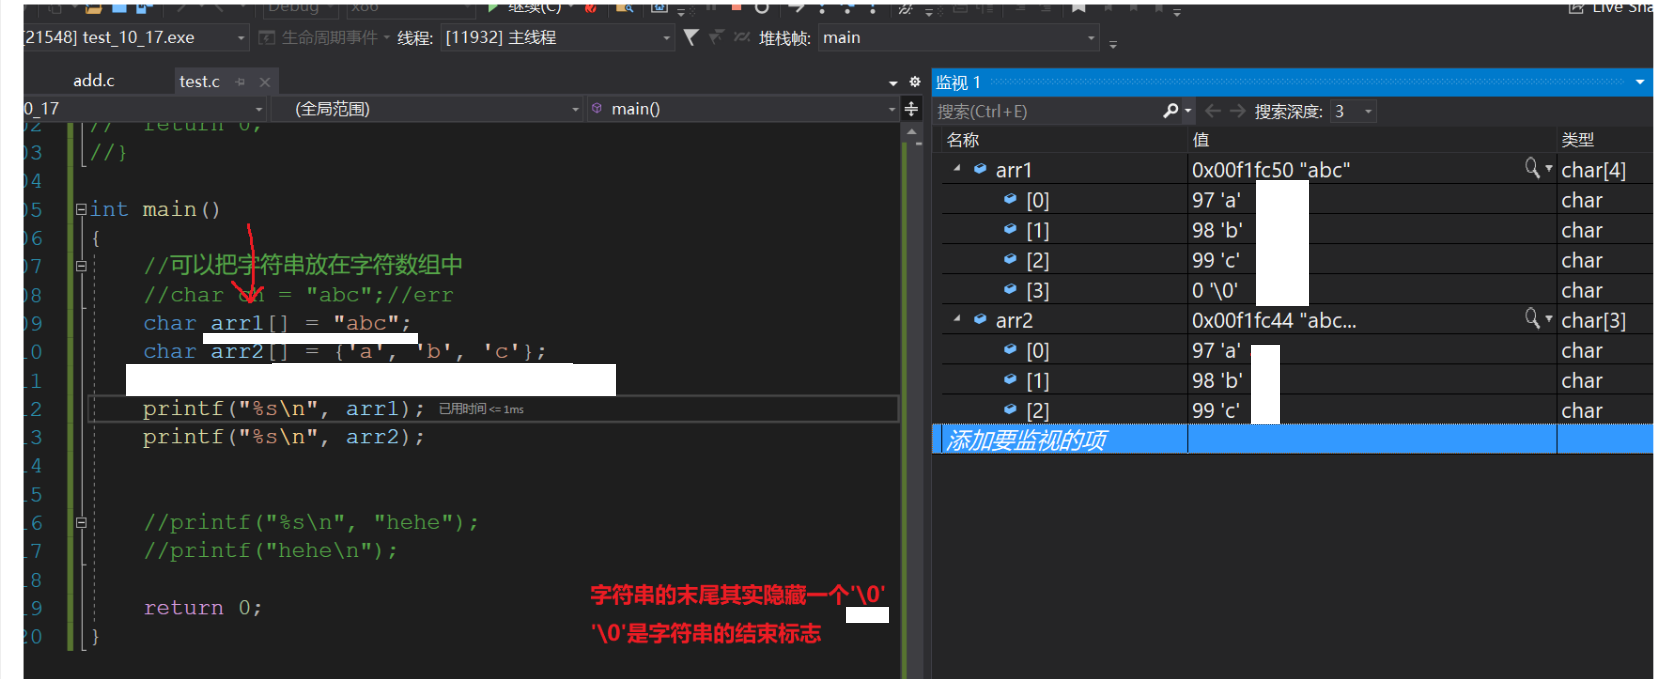 Debug x86 继续(C) Live Sha
[21548] test_10_17.exe 生命周期事件 线程: [11932] 主线程 堆栈帧: main
add.c test.c
0_17 (全局范围) main()
02 // return 0;
03 //}
04
05 int main()
06 {
07 //可以把字符串放在字符数组中
08 //char ch = "abc";//err
09 char arr1[] = "abc";
10 char arr2[] = {'a', 'b', 'c'};
11
12 printf("%s\n", arr1); 已用时间 <= 1ms
13 printf("%s\n", arr2);
14
15
16 //printf("%s\n", "hehe");
17 //printf("hehe\n");
18
19 return 0;
20 }
字符串的末尾其实隐藏一个'\0'
'\0'是字符串的结束标志
监视 1
搜索(Ctrl+E) 搜索深度: 3
名称 值 类型
arr1 0x00f1fc50 "abc" char[4]
[0] 97 'a' char
[1] 98 'b' char
[2] 99 'c' char
[3] 0 '\0' char
arr2 0x00f1fc44 "abc... char[3]
[0] 97 'a' char
[1] 98 'b' char
[2] 99 'c' char
添加要监视的项